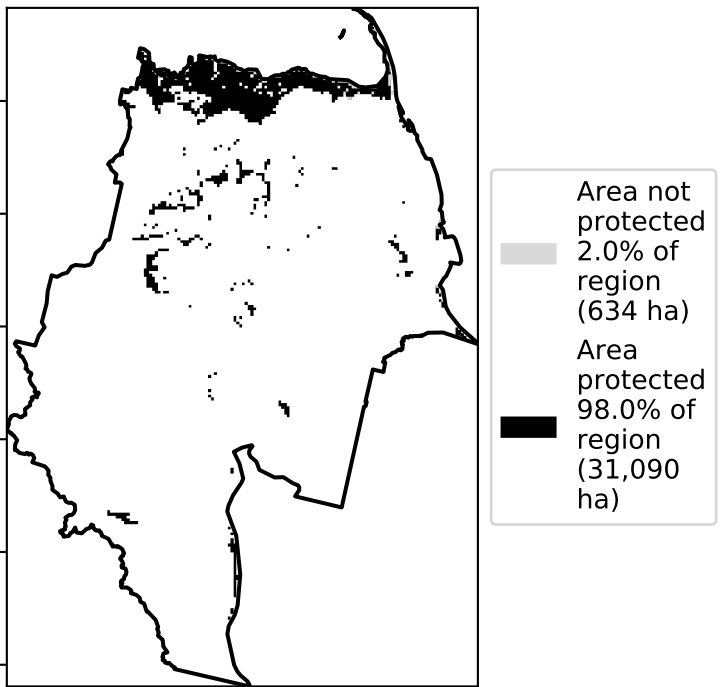 Area not
protected
2.0% of
region
(634 ha)
Area
protected
98.0% of
region
(31,090
ha)